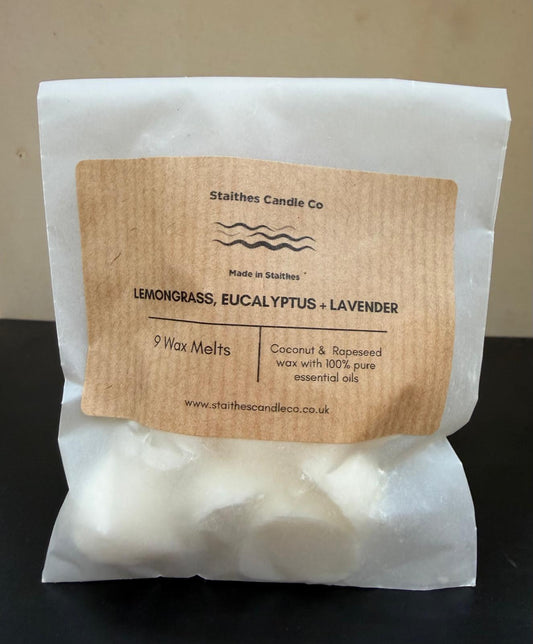 Staithes Candle Co
Made in Staithes
LEMONGRASS, EUCALYPTUS + LAVENDER
9 Wax Melts
Coconut & Rapeseed
wax with 100% pure
essential oils
www.staithescandleco.co.uk